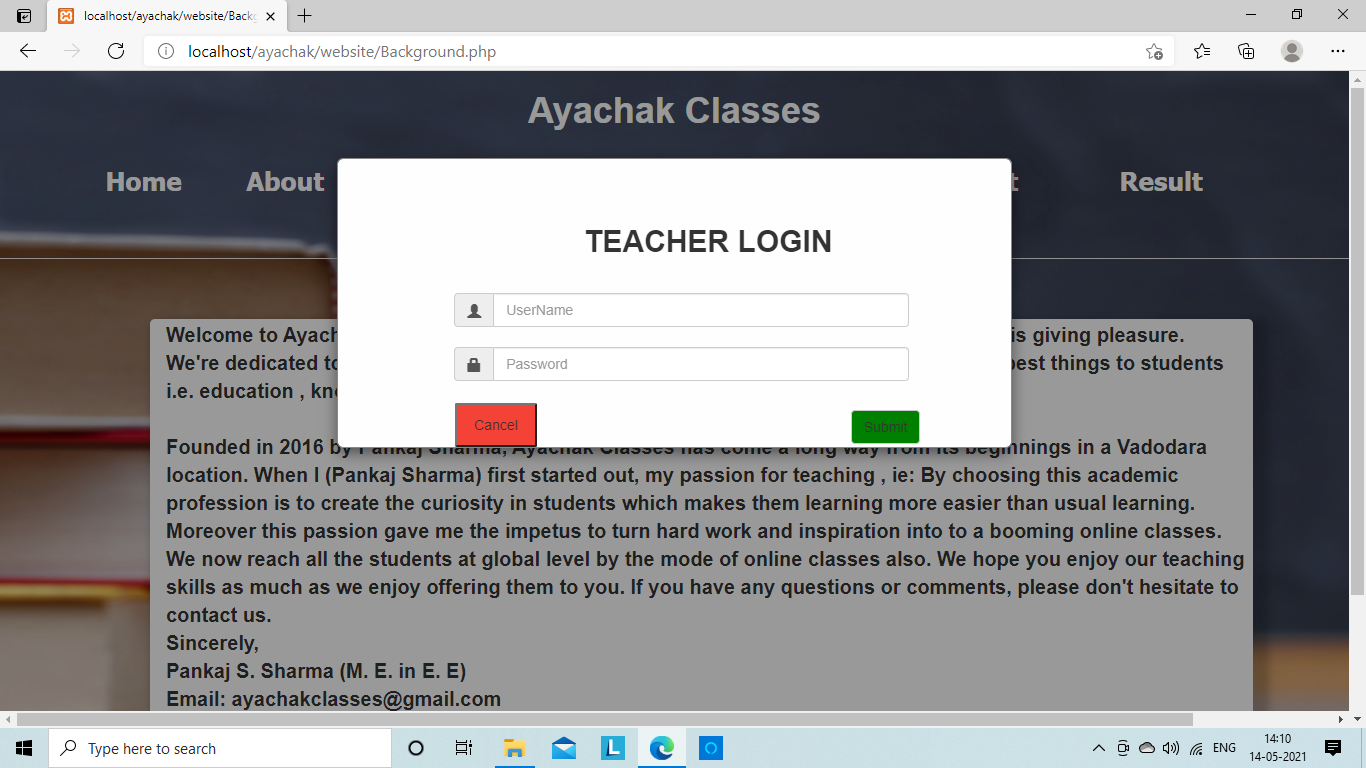 localhost/ayachak/website/Backg
localhost/ayachak/website/Background.php
Ayachak Classes
Home About Result
TEACHER LOGIN
UserName
Password
Cancel Submit
Welcome to is giving pleasure.
We're dedicated things to students
i.e. education ,
Founded in 2016 by Pankaj Sharma, Ayachak Classes has come a long way from its beginnings in a Vadodara
location. When I (Pankaj Sharma) first started out, my passion for teaching , ie: By choosing this academic
profession is to create the curiosity in students which makes them learning more easier than usual learning.
Moreover this passion gave me the impetus to turn hard work and inspiration into to a booming online classes.
We now reach all the students at global level by the mode of online classes also. We hope you enjoy our teaching
skills as much as we enjoy offering them to you. If you have any questions or comments, please don't hesitate to
contact us.
Sincerely,
Pankaj S. Sharma (M. E. in E. E)
Email: ayachakclasses@gmail.com
Type here to search
ENG
14:10
14-05-2021